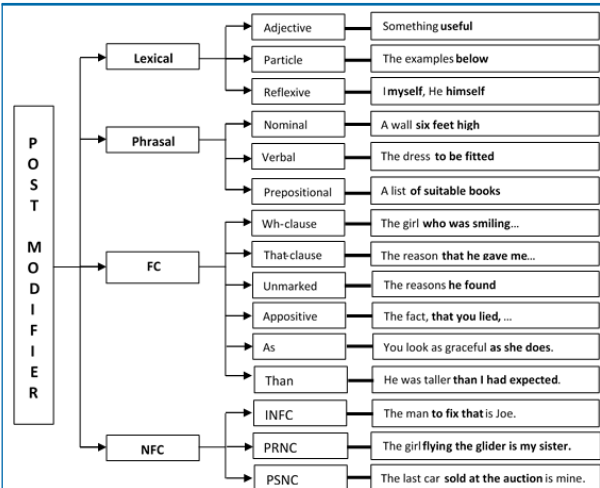 POST MODIFIER
Lexical
Adjective
Something useful
Particle
The examples below
Reflexive
I myself, He himself
Phrasal
Nominal
A wall six feet high
Verbal
The dress to be fitted
Prepositional
A list of suitable books
FC
Wh-clause
The girl who was smiling…
That-clause
The reason that he gave me…
Unmarked
The reasons he found
Appositive
The fact, that you lied, …
As
You look as graceful as she does.
Than
He was taller than I had expected.
NFC
INFC
The man to fix that is Joe.
PRNC
The girl flying the glider is my sister.
PSNC
The last car sold at the auction is mine.